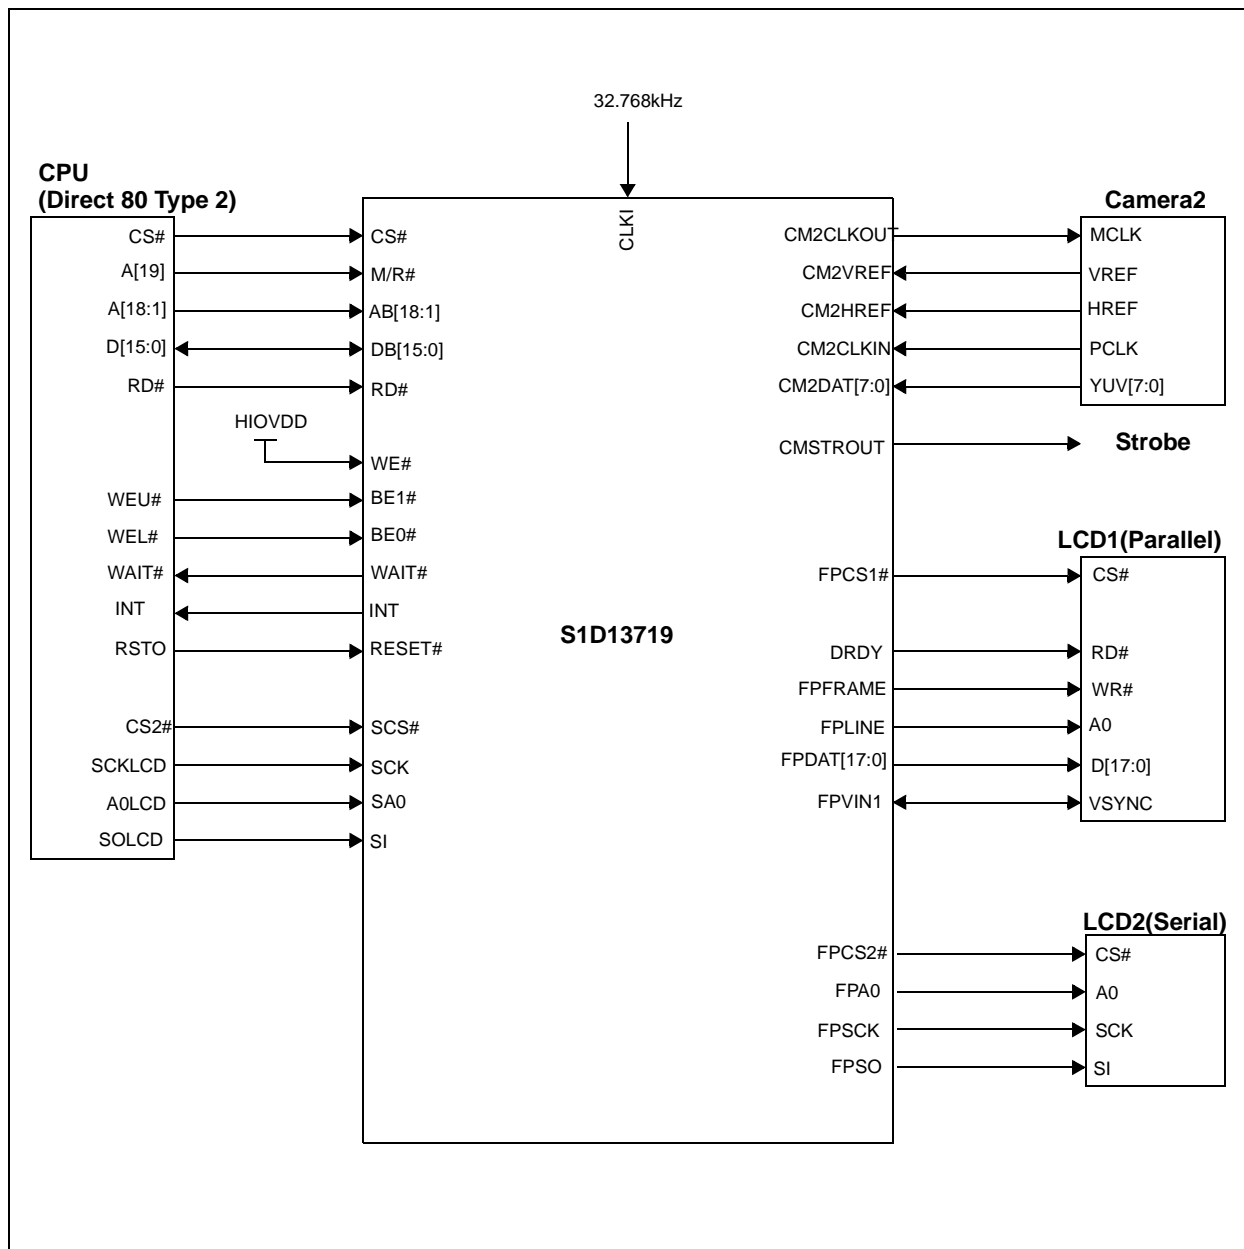 32.768kHz
CPU
(Direct 80 Type 2)
CS#
A[19]
A[18:1]
D[15:0]
RD#
HIOVDD
WEU#
WEL#
WAIT#
INT
RSTO
CS2#
SCKLCD
A0LCD
SOLCD
CLKI
CS#
M/R#
AB[18:1]
DB[15:0]
RD#
WE#
BE1#
BE0#
WAIT#
INT
RESET#
SCS#
SCK
SA0
SI
S1D13719
CM2CLKOUT
CM2VREF
CM2HREF
CM2CLKIN
CM2DAT[7:0]
CMSTROUT
FPCS1#
DRDY
FPFRAME
FPLINE
FPDAT[17:0]
FPVIN1
FPCS2#
FPA0
FPSCK
FPSO
Camera2
MCLK
VREF
HREF
PCLK
YUV[7:0]
Strobe
LCD1(Parallel)
CS#
RD#
WR#
A0
D[17:0]
VSYNC
LCD2(Serial)
CS#
A0
SCK
SI